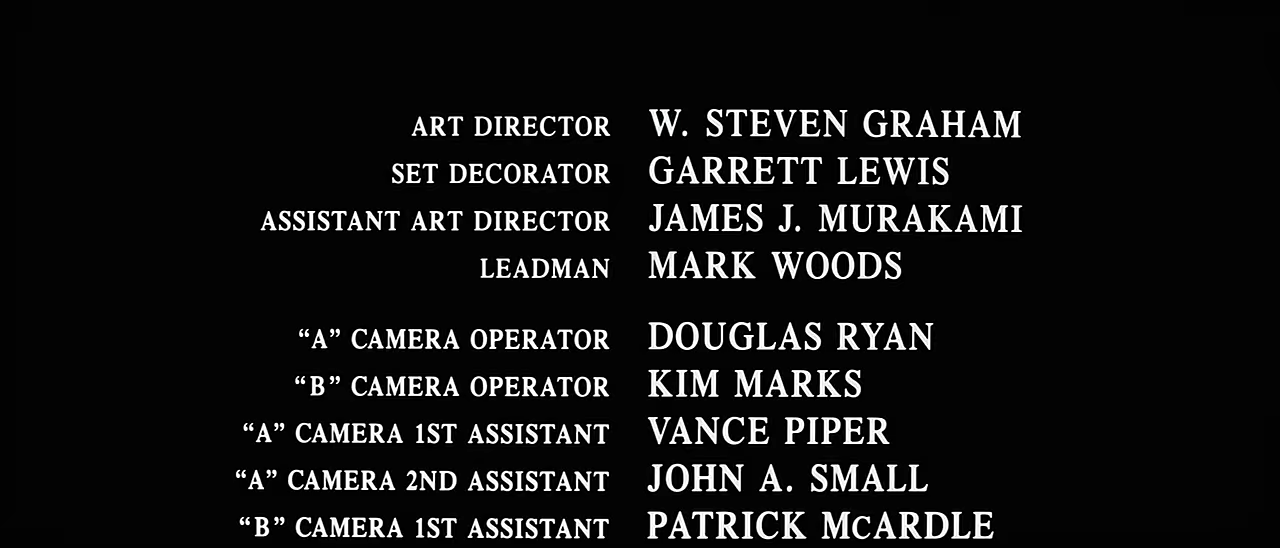 ART DIRECTOR W. STEVEN GRAHAM
SET DECORATOR GARRETT LEWIS
ASSISTANT ART DIRECTOR JAMES J. MURAKAMI
LEADMAN MARK WOODS
“A” CAMERA OPERATOR DOUGLAS RYAN
“B” CAMERA OPERATOR KIM MARKS
“A” CAMERA 1ST ASSISTANT VANCE PIPER
“A” CAMERA 2ND ASSISTANT JOHN A. SMALL
“B” CAMERA 1ST ASSISTANT PATRICK McARDLE